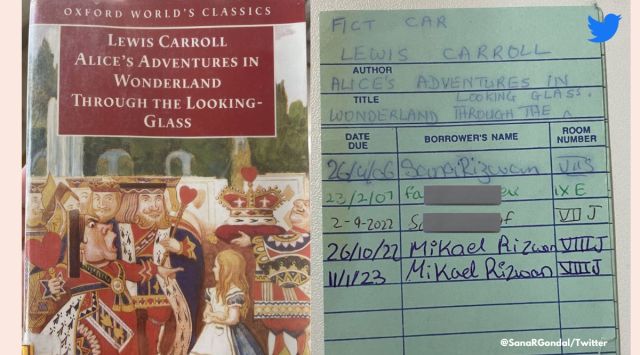 OXFORD WORLD'S CLASSICS
LEWIS CARROLL
ALICE'S ADVENTURES IN
WONDERLAND
THROUGH THE LOOKING-
GLASS
FICT CAR
LEWIS CARROLL
AUTHOR
ALICE'S ADVENTURES IN
TITLE LOOKING GLASS.
WONDERLAND THROUGH THE ^
DATE DUE BORROWER'S NAME ROOM NUMBER
26/4/06 Sana Rizwan VII S
23/2/07 Fa IX E
2-9-2022 S f VII J
26/10/22 Mikael Rizwan VIII J
11/1/23 Mikael Rizwan VIII J
@SanaRGondal/Twitter